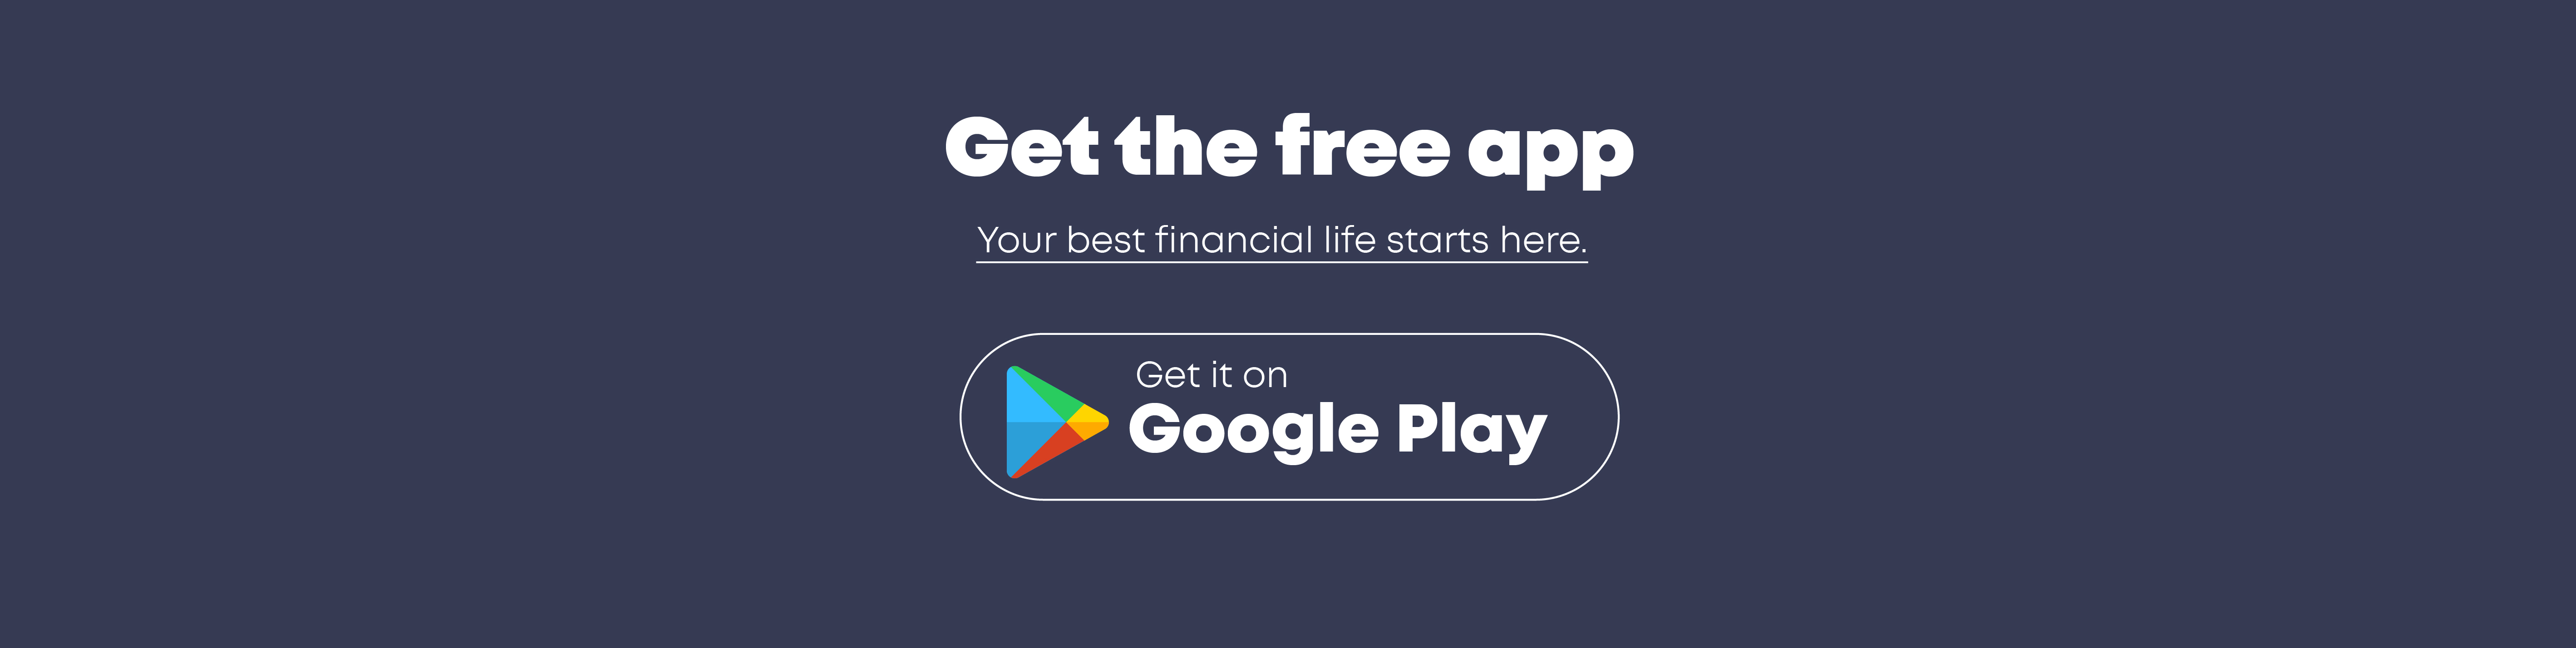 Get the free app
Your best financial life starts here.
Get it on
Google Play